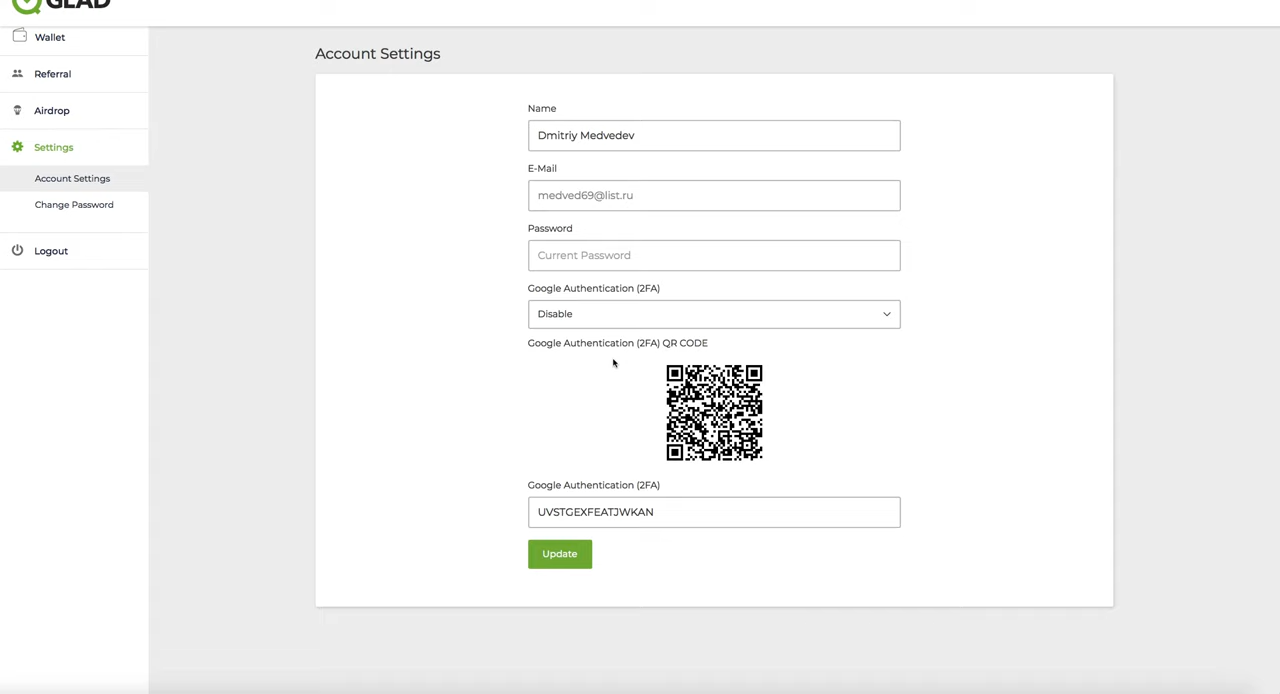 GLAD
Wallet
Referral
Airdrop
Settings
Account Settings
Change Password
Logout
Account Settings
Name
Dmitriy Medvedev
E-Mail
medved69@list.ru
Password
Current Password
Google Authentication (2FA)
Disable
Google Authentication (2FA) QR CODE
Google Authentication (2FA)
UVSTGEXFEATJWKAN
Update